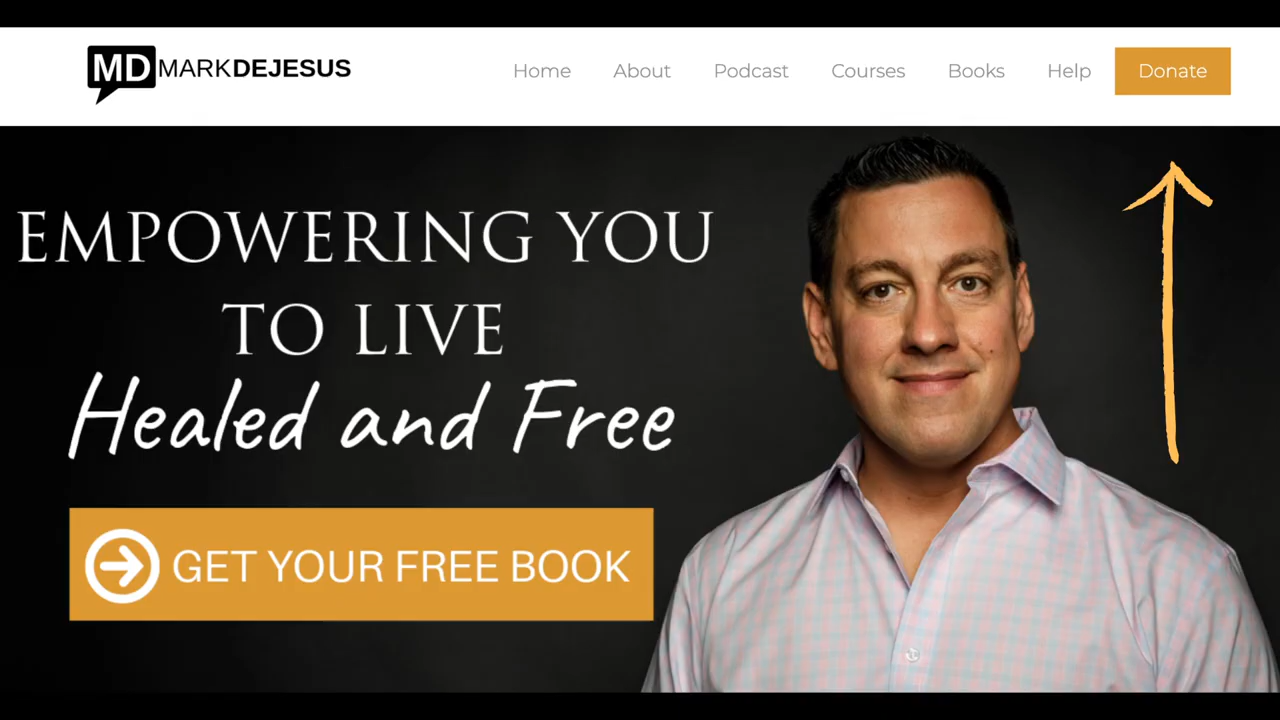 MD MARKDEJESUS
Home About Podcast Courses Books Help Donate
EMPOWERING YOU
TO LIVE
Healed and Free
GET YOUR FREE BOOK